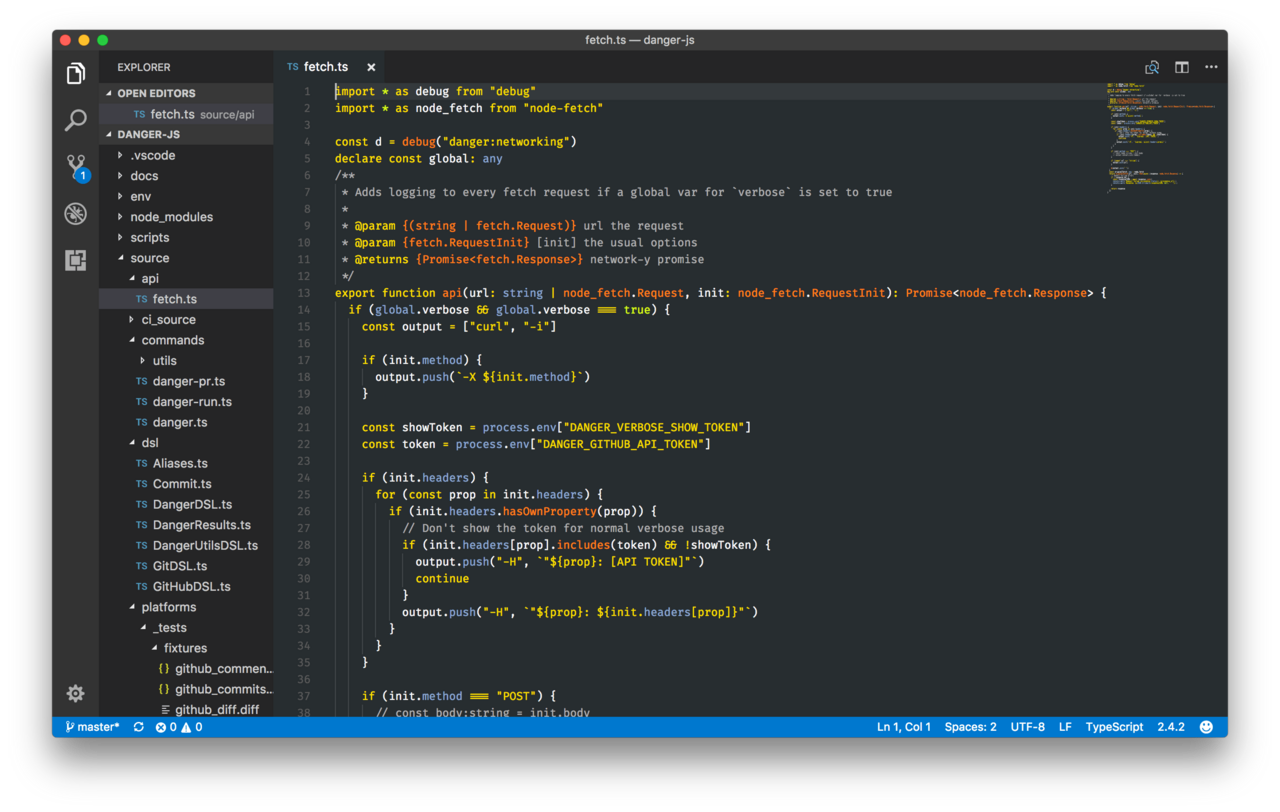 fetch.ts — danger-js
EXPLORER
OPEN EDITORS
TS fetch.ts source/api
DANGER-JS
.vscode
docs
env
node_modules
scripts
source
api
TS fetch.ts
ci_source
commands
utils
TS danger-pr.ts
TS danger-run.ts
TS danger.ts
dsl
TS Aliases.ts
TS Commit.ts
TS DangerDSL.ts
TS DangerResults.ts
TS DangerUtilsDSL.ts
TS GitDSL.ts
TS GitHubDSL.ts
platforms
_tests
fixtures
{} github_commen...
{} github_commits...
github_diff.diff
1
TS fetch.ts ×
1 import * as debug from "debug"
2 import * as node_fetch from "node-fetch"
3
4 const d = debug("danger:networking")
5 declare const global: any
6 /**
7  * Adds logging to every fetch request if a global var for `verbose` is set to true
8  *
9  * @param {(string | fetch.Request)} url the request
10  * @param {fetch.RequestInit} [init] the usual options
11  * @returns {Promise<fetch.Response>} network-y promise
12  */
13 export function api(url: string | node_fetch.Request, init: node_fetch.RequestInit): Promise<node_fetch.Response> {
14   if (global.verbose && global.verbose === true) {
15     const output = ["curl", "-i"]
16
17     if (init.method) {
18       output.push(`-X ${init.method}`)
19     }
20
21     const showToken = process.env["DANGER_VERBOSE_SHOW_TOKEN"]
22     const token = process.env["DANGER_GITHUB_API_TOKEN"]
23
24     if (init.headers) {
25       for (const prop in init.headers) {
26         if (init.headers.hasOwnProperty(prop)) {
27           // Don't show the token for normal verbose usage
28           if (init.headers[prop].includes(token) && !showToken) {
29             output.push("-H", `"${prop}: [API TOKEN]"`)
30             continue
31           }
32           output.push("-H", `"${prop}: ${init.headers[prop]}"`)
33         }
34       }
35     }
36
37     if (init.method === "POST") {
38       // const body:string = init.body
master* 0 0 Ln 1, Col 1 Spaces: 2 UTF-8 LF TypeScript 2.4.2